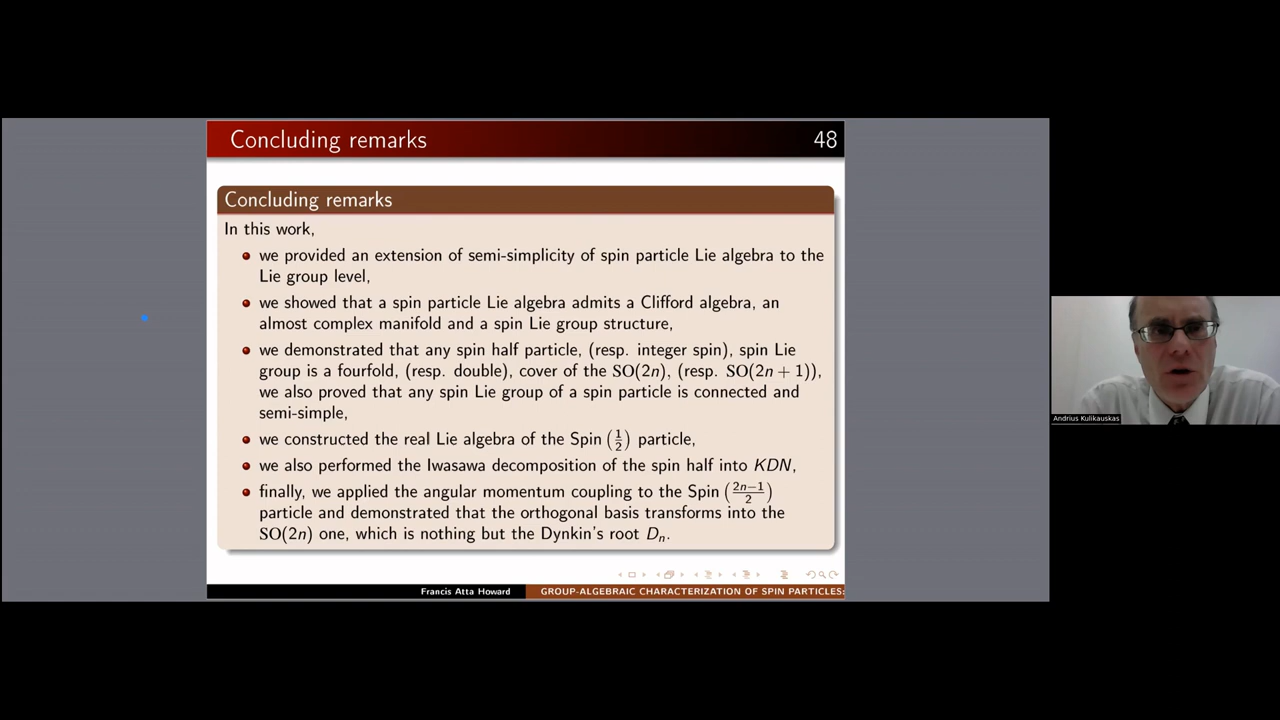 Concluding remarks 48
Concluding remarks
In this work,
we provided an extension of semi-simplicity of spin particle Lie algebra to the
Lie group level,
we showed that a spin particle Lie algebra admits a Clifford algebra, an
almost complex manifold and a spin Lie group structure,
we demonstrated that any spin half particle, (resp. integer spin), spin Lie
group is a fourfold, (resp. double), cover of the SO(2n), (resp. SO(2n + 1)),
we also proved that any spin Lie group of a spin particle is connected and
semi-simple,
we constructed the real Lie algebra of the Spin (1/2) particle,
we also performed the Iwasawa decomposition of the spin half into KDN,
finally, we applied the angular momentum coupling to the Spin ((2n−1)/2)
particle and demonstrated that the orthogonal basis transforms into the
SO(2n) one, which is nothing but the Dynkin's root Dₙ.
Francis Atta Howard GROUP-ALGEBRAIC CHARACTERIZATION OF SPIN PARTICLES:
Andrius Kulikauskas